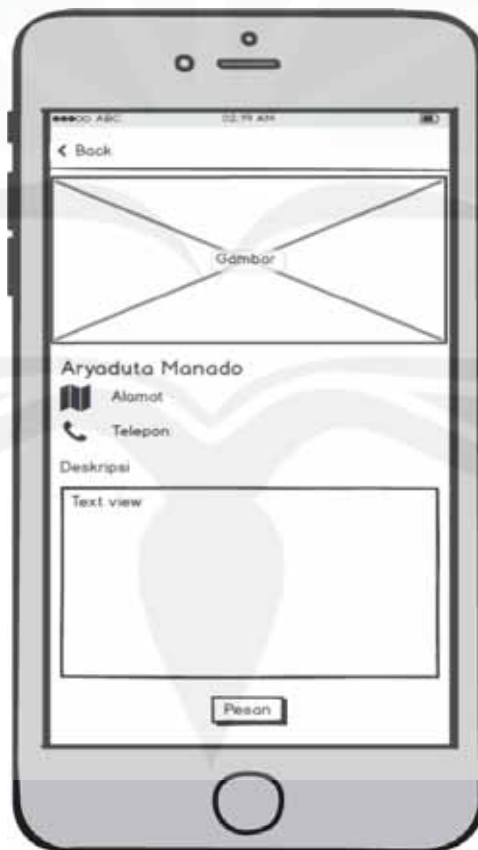 ABC 02:19 AM
< Back
Gambar
Aryaduta Manado
Alamat
Telepon
Deskripsi
Text view
Pesan